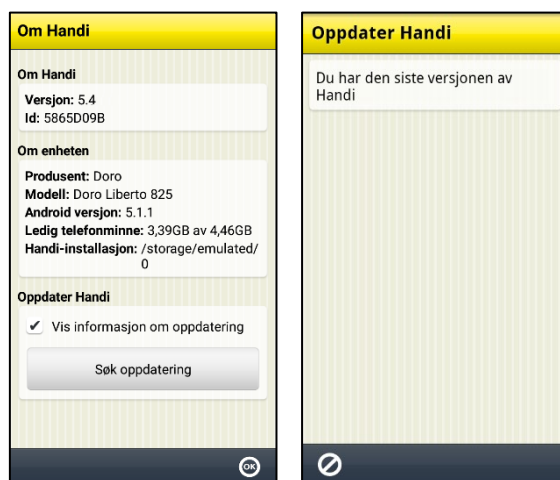 Om Handi
Om Handi
Versjon: 5.4
Id: 5865D09B
Om enheten
Produsent: Doro
Modell: Doro Liberto 825
Android versjon: 5.1.1
Ledig telefonminne: 3,39GB av 4,46GB
Handi-installasjon: /storage/emulated/
0
Oppdater Handi
Vis informasjon om oppdatering
Søk oppdatering
OK
Oppdater Handi
Du har den siste versjonen av
Handi